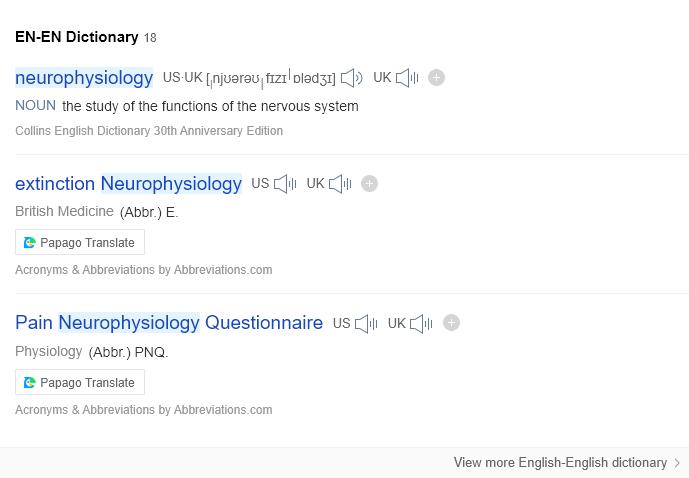 EN-EN Dictionary 18
neurophysiology US·UK [ˌnjʊərəʊˌfɪzɪˈɒlədʒɪ] UK
NOUN the study of the functions of the nervous system
Collins English Dictionary 30th Anniversary Edition
extinction Neurophysiology US UK
British Medicine (Abbr.) E.
Papago Translate
Acronyms & Abbreviations by Abbreviations.com
Pain Neurophysiology Questionnaire US UK
Physiology (Abbr.) PNQ.
Papago Translate
Acronyms & Abbreviations by Abbreviations.com
View more English-English dictionary